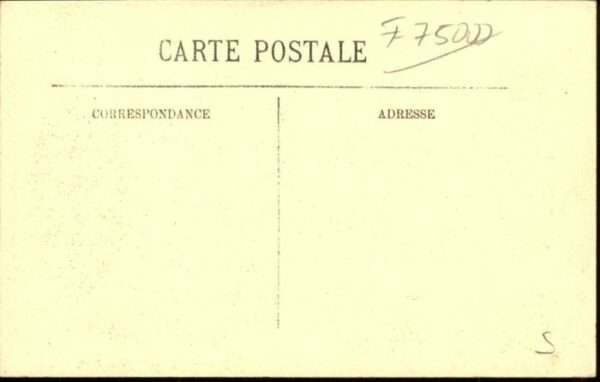 CARTE POSTALE
F 75000
CORRESPONDANCE
ADRESSE
S